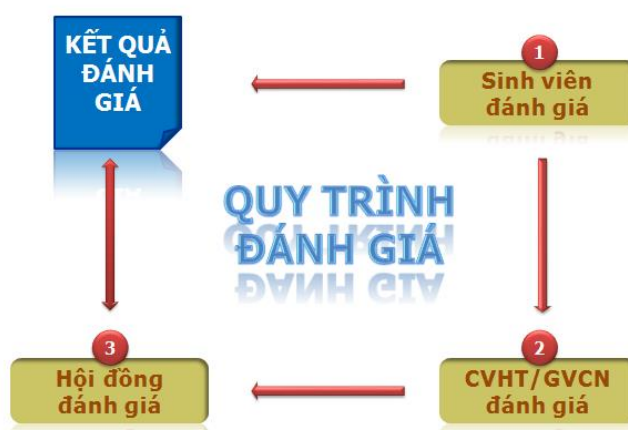 KẾT QUẢ
ĐÁNH
GIÁ
1
Sinh viên
đánh giá
QUY TRÌNH
ĐÁNH GIÁ
3
Hội đồng
đánh giá
2
CVHT/GVCN
đánh giá